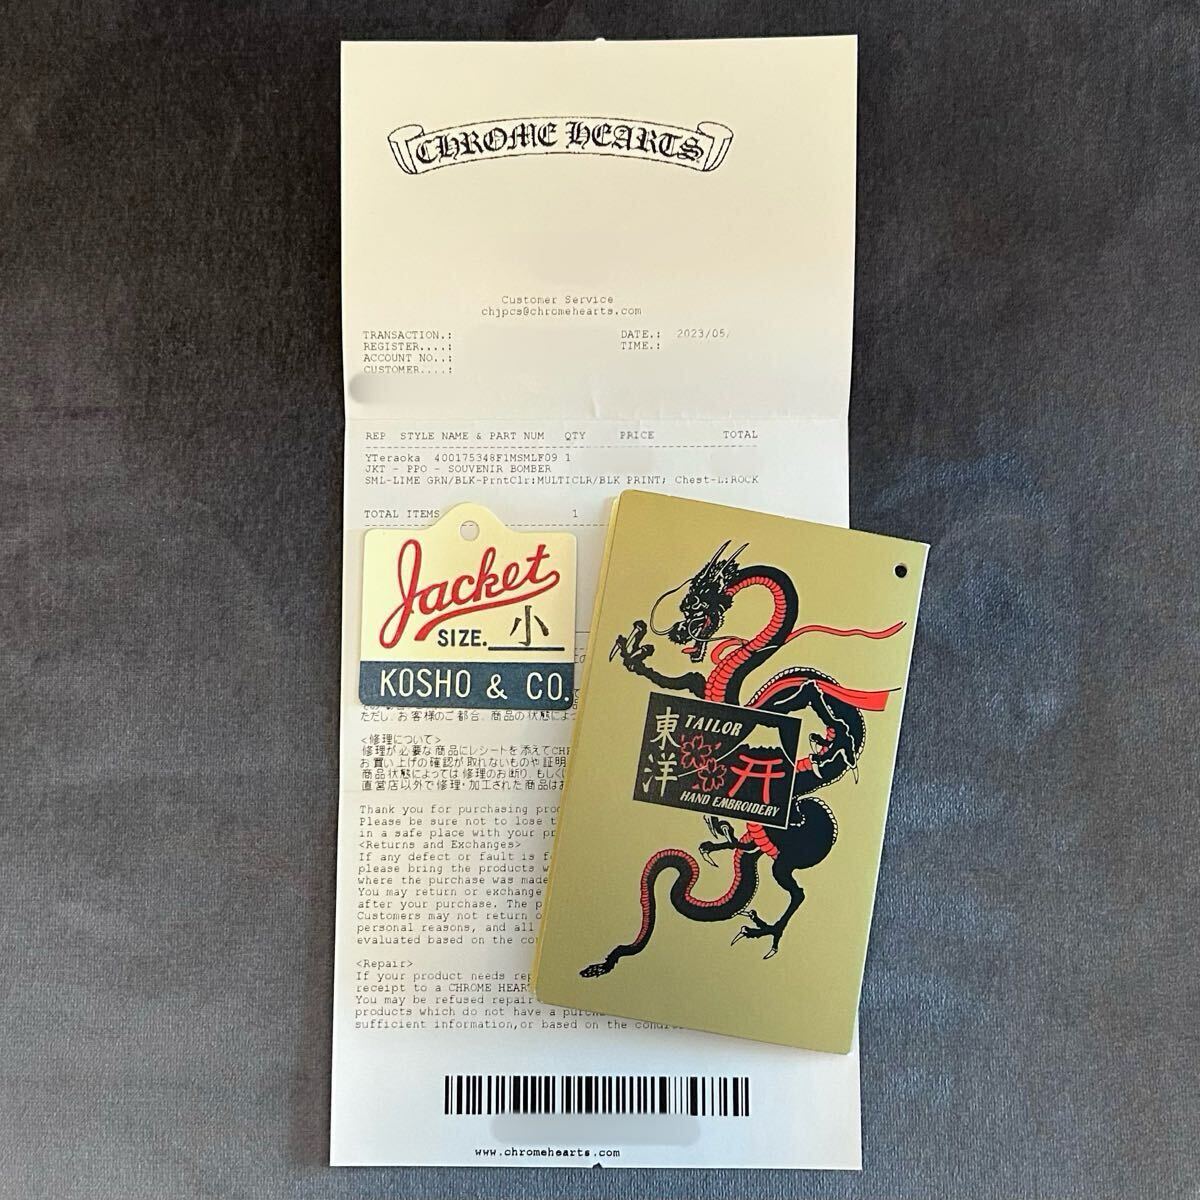 CHROME HEARTS
Customer Service
chjpcs@chromehearts.com
TRANSACTION.:
DATE.: 2023/05/
REGISTER....:
TIME.:
ACCOUNT NO..:
CUSTOMER....:
REP STYLE NAME & PART NUM QTY PRICE TOTAL
YTeraoka 400175348F1MSMLF09 1
JKT - PPO - SOUVENIR BOMBER
SML-LIME GRN/BLK-PrntClr:MULTICLR/BLK PRINT; Chest-L:ROCK
TOTAL ITEMS 1
Jacket
SIZE. 小
KOSHO & CO.
東洋
TAILOR
HAND EMBROIDERY
ただし、お客様のご都合、商品の状態によっ
<修理について>
修理が必要な商品にレシートを添えてCH
お買い上げの確認が取れないものや証明
商品状態によっては修理のお断り、もしく
直営店以外で修理・加工された商品はお
Thank you for purchasing
Please be sure not to lose
in a safe place with your
<Returns and Exchanges>
If any defect or fault is
please bring the products
where the purchase was made
You may return or exchange
after your purchase. The
Customers may not return
personal reasons, and all
evaluated based on the
<Repair>
If your product needs
receipt to a CHROME HEART
You may be refused repair
products which do not have a
sufficient information,or based on the
www.chromehearts.com